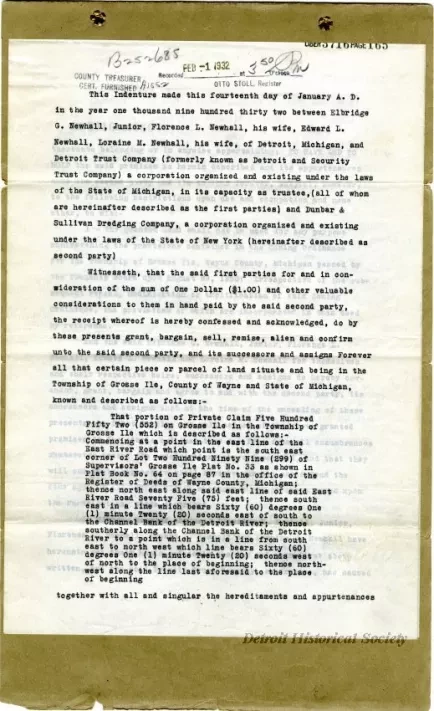 LIBER 3716 PAGE 165
B252685
FEB -1 1932
COUNTY TREASURER Recorded at 3 50 o'clock P M
CERT. FURNISHED OTTO STOLL, Register
This Indenture made this fourteenth day of January A. D.
in the year one thousand nine hundred thirty two between Elbridge
G. Newhall, Junior, Florence L. Newhall, his wife, Edward L.
Newhall, Loraine M. Newhall, his wife, of Detroit, Michigan, and
Detroit Trust Company (formerly known as Detroit and Security
Trust Company) a corporation organized and existing under the laws
of the State of Michigan, in its capacity as trustee,(all of whom
are hereinafter described as the first parties) and Dunbar &
Sullivan Dredging Company, a corporation organized and existing
under the laws of the State of New York (hereinafter described as
second party)
Witnesseth, that the said first parties for and in con-
sideration of the sum of One Dollar ($1.00) and other valuable
considerations to them in hand paid by the said second party,
the receipt whereof is hereby confessed and acknowledged, do by
these presents grant, bargain, sell, remise, alien and confirm
unto the said second party, and its successors and assigns Forever
all that certain piece or parcel of land situate and being in the
Township of Grosse Ile, County of Wayne and State of Michigan,
known and described as follows;-
That portion of Private Claim Five Hundred
Fifty Two (552) on Grosse Ile in the Township of
Grosse Ile which is described as follows:-
Commencing at a point in the east line of the
East River Road which point is the south east
corner of Lot Two Hundred Ninety Nine (299) of
Supervisors' Grosse Ile Plat No. 33 as shown in
Plat Book No. 64 on page 87 in the office of the
Register of Deeds of Wayne County, Michigan;
thence north east along said east line of said East
River Road Seventy Five (75) feet; thence south
east in a line which bears Sixty (60) degrees One
(1) minute Twenty (20) seconds east of south to
the Channel Bank of the Detroit River; thence
southerly along the Channel Bank of the Detroit
River to a point which is in a line from south
east to north west which line bears Sixty (60)
degrees One (1) minute Twenty (20) seconds west
of north to the place of beginning; thence north-
west along the line last aforesaid to the place
of beginning
together with all and singular the hereditaments and appurtenances
Detroit Historical Society